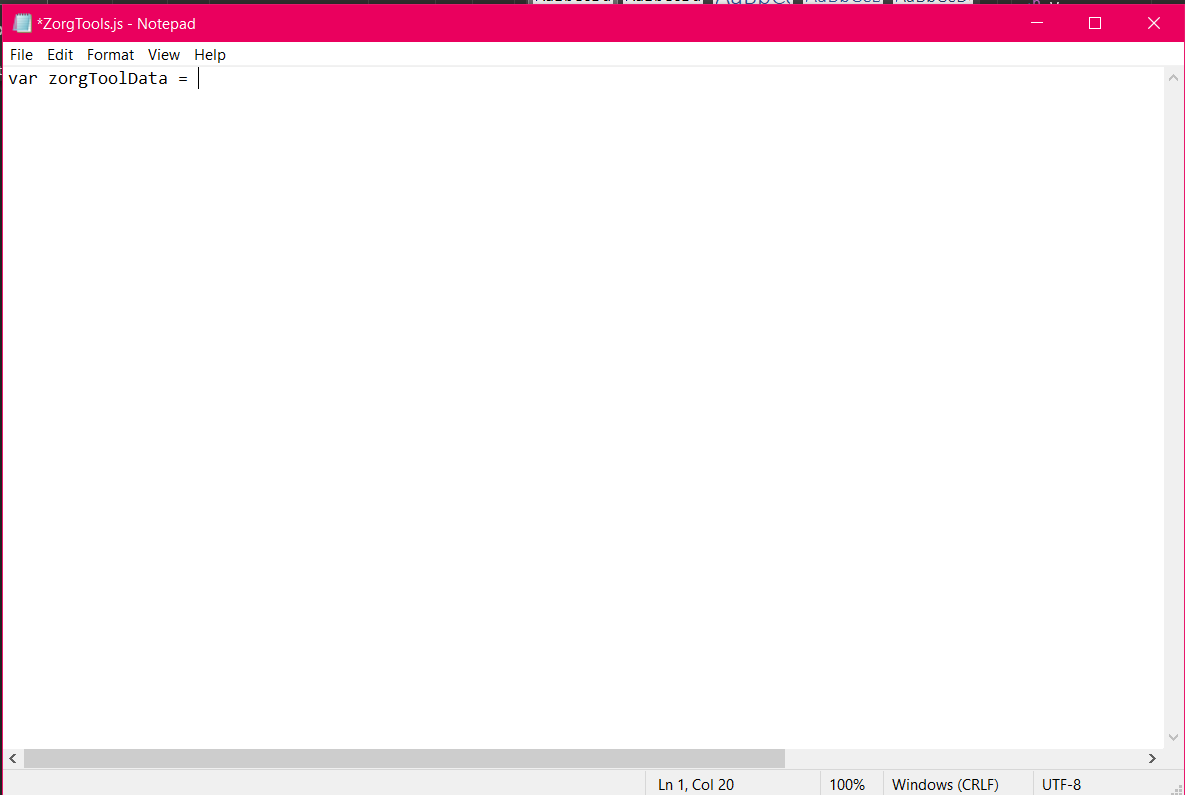 *ZorgTools.js - Notepad
File Edit Format View Help
var zorgToolData =
Ln 1, Col 20 100% Windows (CRLF) UTF-8